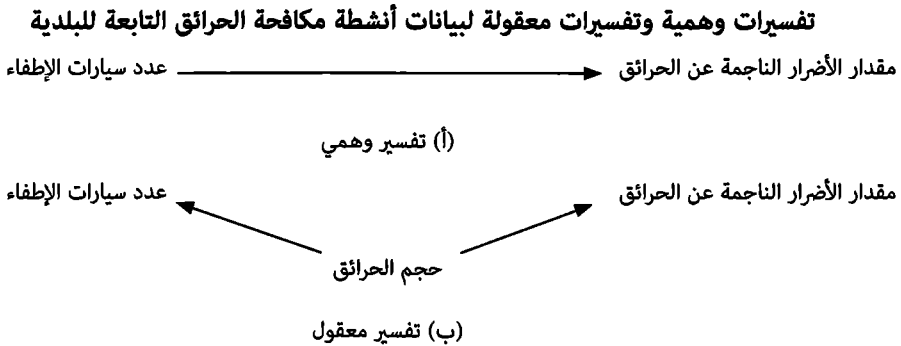 تفسيرات وهمية وتفسيرات معقولة لبيانات أنشطة مكافحة الحرائق التابعة للبلدية
مقدار الأضرار الناجمة عن الحرائق عدد سيارات الإطفاء
(أ) تفسير وهمي
مقدار الأضرار الناجمة عن الحرائق عدد سيارات الإطفاء
حجم الحرائق
(ب) تفسير معقول